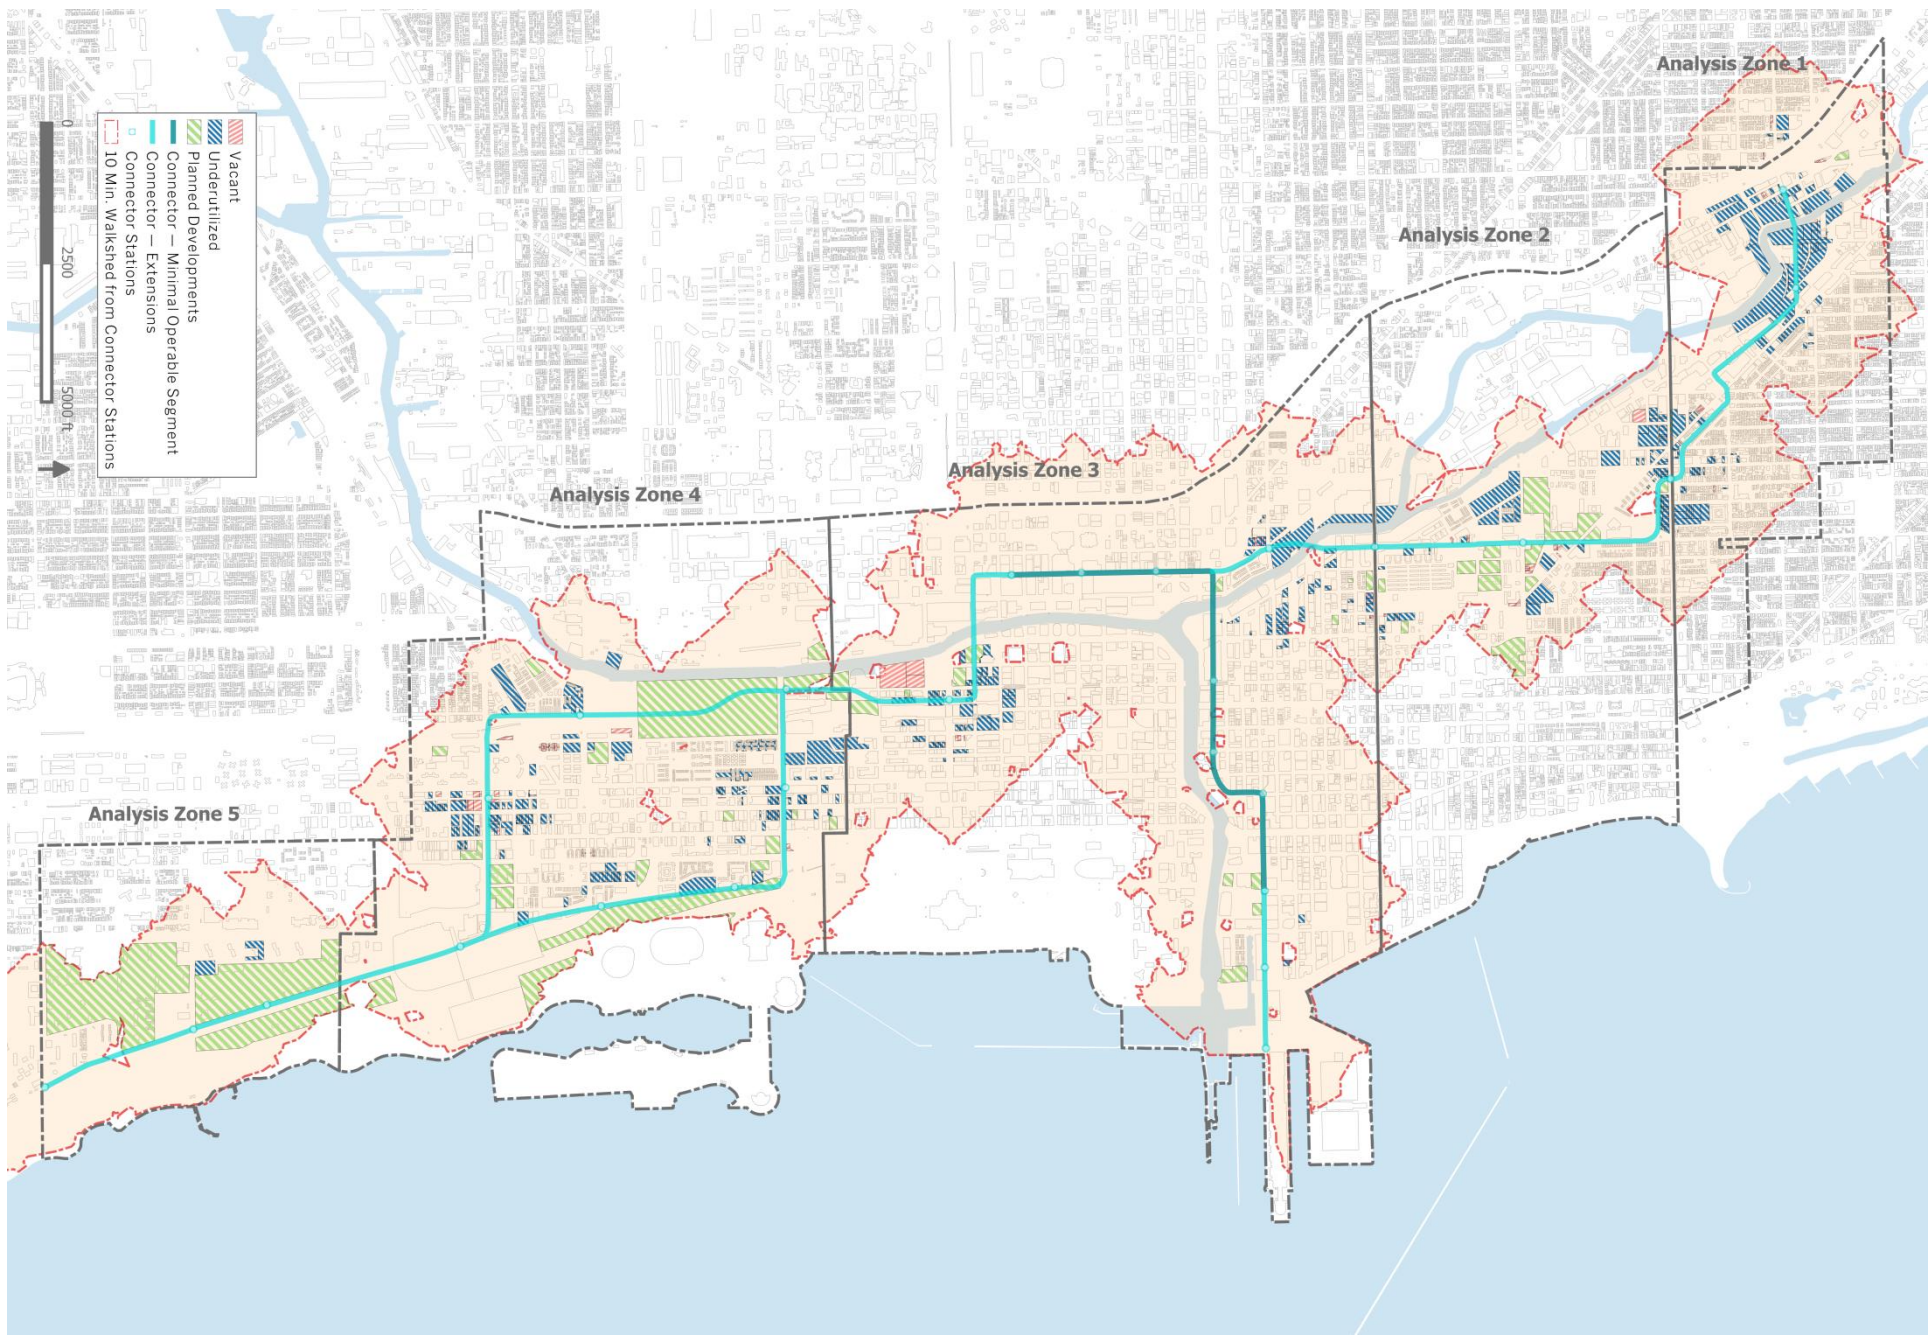 Analysis Zone 1
Analysis Zone 2
Analysis Zone 3
Analysis Zone 4
Analysis Zone 5
Vacant
Underutilized
Planned Developments
Connector — Minimal Operable Segment
Connector — Extensions
Connector Stations
10 Min. Walkshed from Connector Stations
0
2500
5000 ft